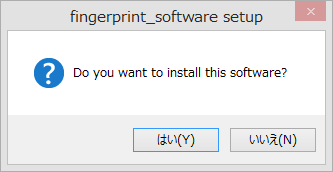 fingerprint_software setup
Do you want to install this software?
はい(Y)
いいえ(N)